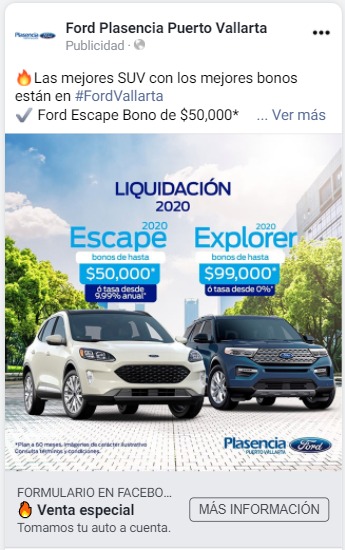 Plasencia Ford
Ford Plasencia Puerto Vallarta
Publicidad ·
🔥Las mejores SUV con los mejores bonos
están en #FordVallarta
✔ Ford Escape Bono de $50,000* ... Ver más
LIQUIDACIÓN
2020
2020
Escape
bonos de hasta
$50,000*
ó tasa desde
9.99% anual*
2020
Explorer
bonos de hasta
$99,000*
ó tasa desde 0%*
*Plan a 60 meses. Imágenes de carácter ilustrativo
Consulta términos y condiciones.
Plasencia Ford
PUERTO VALLARTA
FORMULARIO EN FACEBO...
🔥 Venta especial
Tomamos tu auto a cuenta.
MÁS INFORMACIÓN